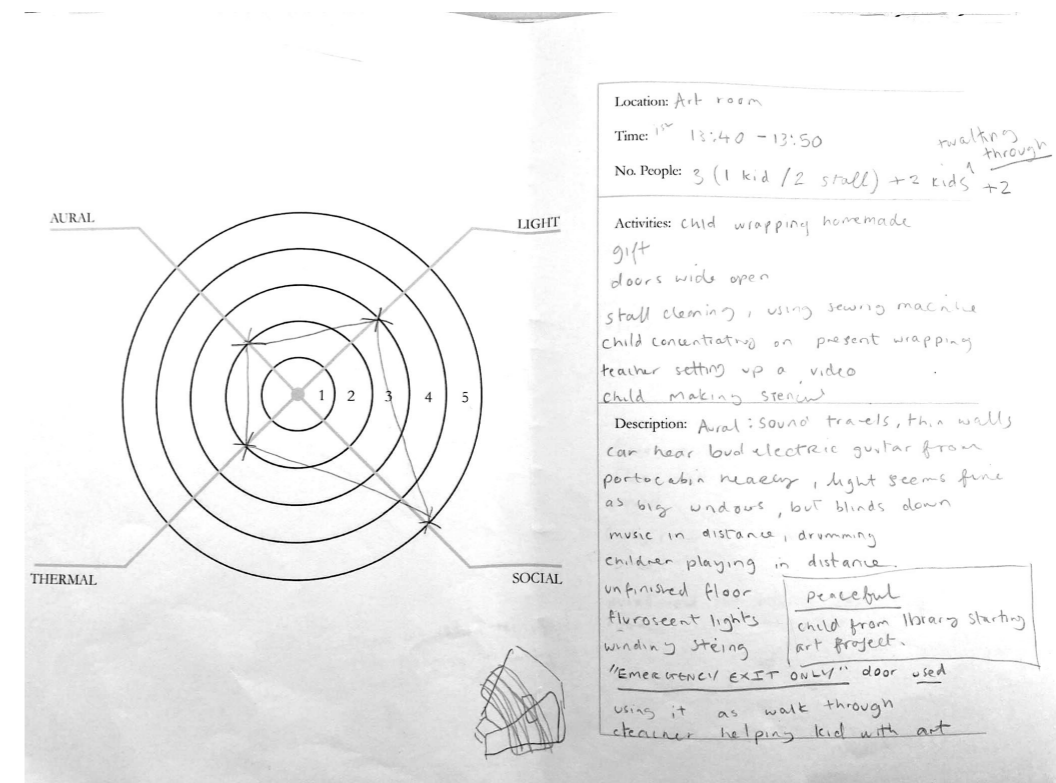 AURAL
LIGHT
1 2 3 4 5
THERMAL
SOCIAL
Location: Art room
Time: 1st 13:40 - 13:50
walking
through
No. People: 3 (1 kid / 2 staff) + 2 kids +2
Activities: Child wrapping homemade
gift
doors wide open
staff cleaning, using sewing machine
child concentrating on present wrapping
teacher setting up a video
child making stencil
Description: Aural: sound travels, thin walls
can hear loud electric guitar from
portocabin nearby, light seems fine
as big windows, but blinds down
music in distance, drumming
children playing in distance.
unfinished floor
fluroscent lights
winding string
peaceful
child from library starting
art project.
"EMERGENCY EXIT ONLY" door used
using it as walk through
teacher helping kid with art